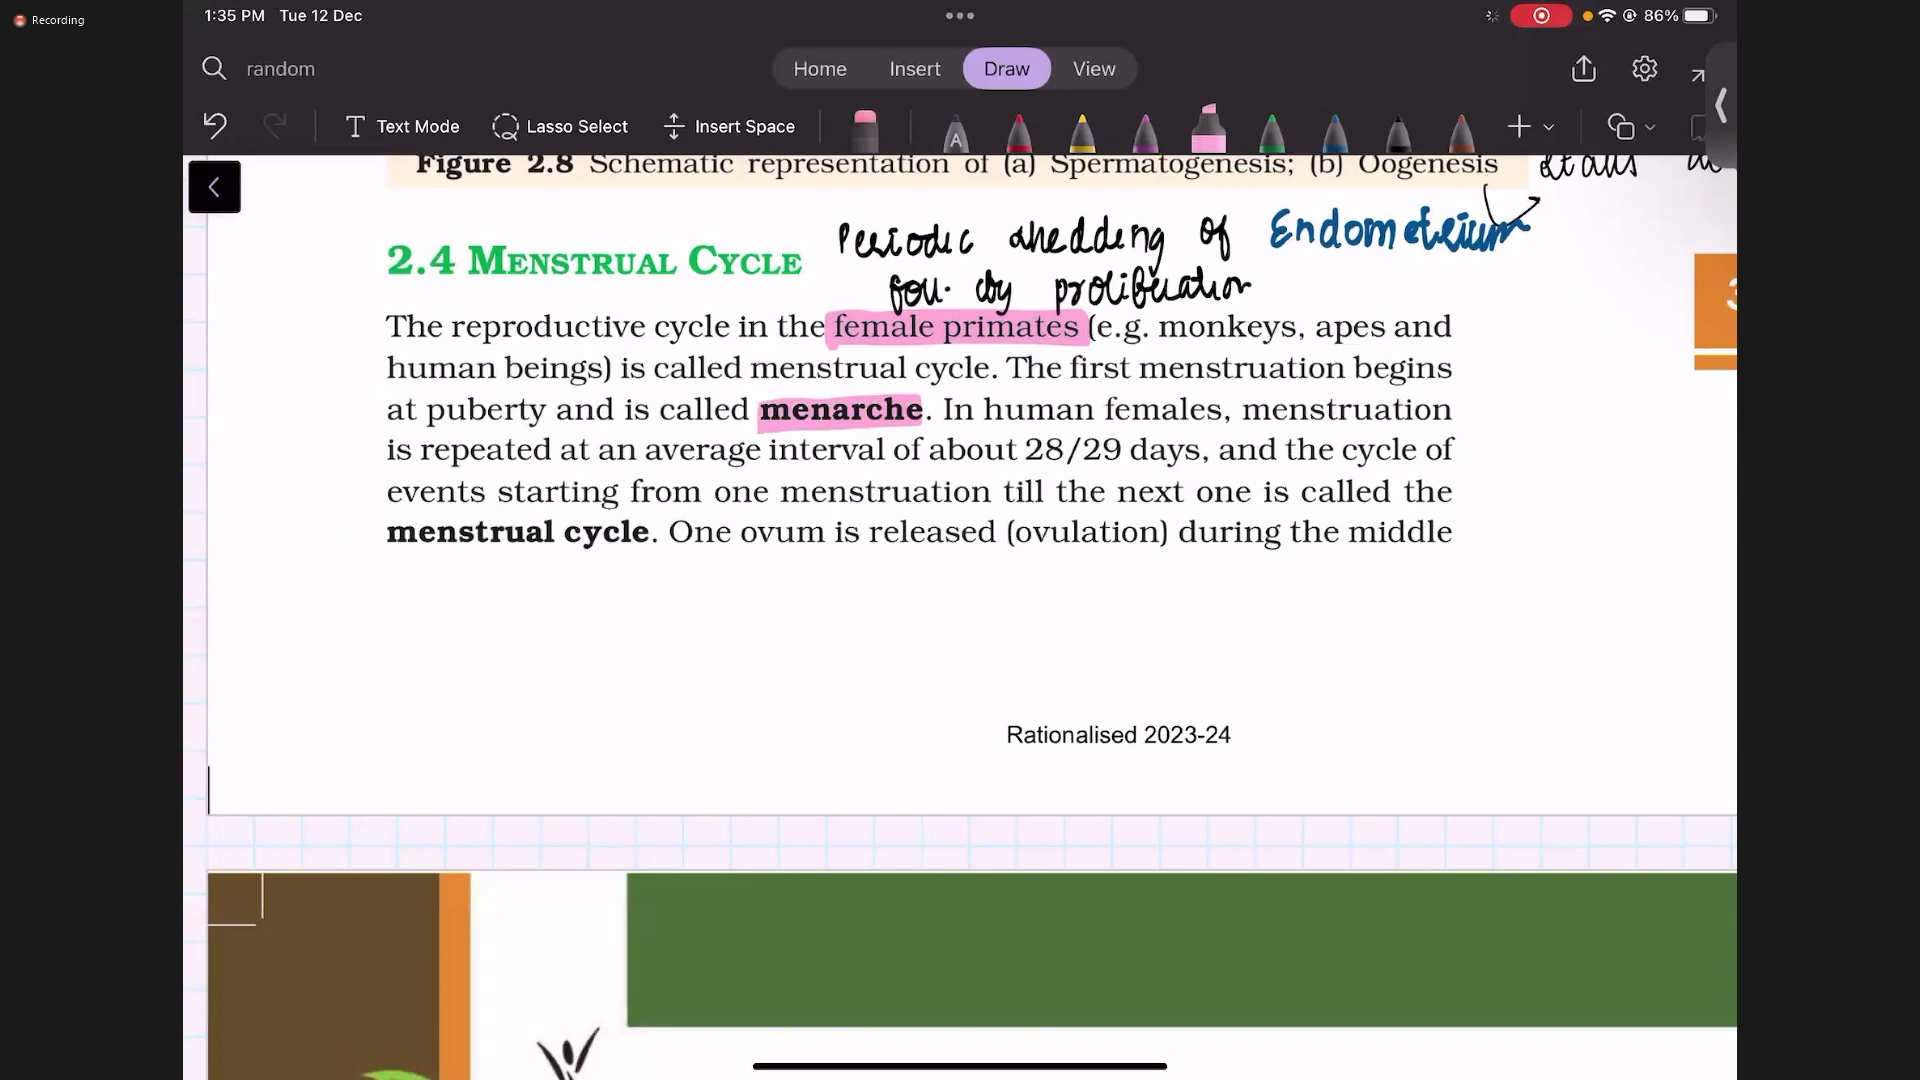 Recording
1:35 PM Tue 12 Dec
86%
random
Home Insert Draw View
Text Mode Lasso Select Insert Space
A
Figure 2.8 Schematic representation of (a) Spermatogenesis; (b) Oogenesis
Periodic shedding of Endometrium
foll. by proliferation
2.4 MENSTRUAL CYCLE
The reproductive cycle in the female primates (e.g. monkeys, apes and
human beings) is called menstrual cycle. The first menstruation begins
at puberty and is called menarche. In human females, menstruation
is repeated at an average interval of about 28/29 days, and the cycle of
events starting from one menstruation till the next one is called the
menstrual cycle. One ovum is released (ovulation) during the middle
Rationalised 2023-24